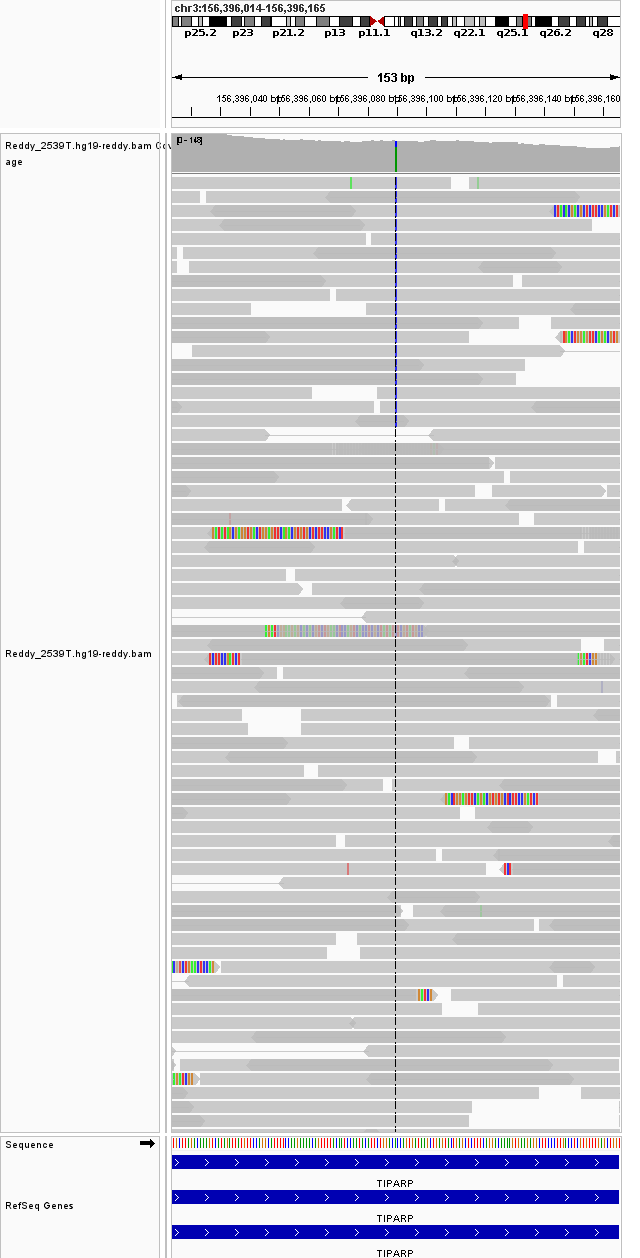 chr3:156,396,014-156,396,165
p25.2 p23 p21.2 p13 p11.1 q13.2 q22.1 q25.1 q26.2 q28
153 bp
156,396,040 bp 156,396,060 bp 156,396,080 bp 156,396,100 bp 156,396,120 bp 156,396,140 bp 156,396,160
Reddy_2539T.hg19-reddy.bam Cov
age
Reddy_2539T.hg19-reddy.bam
Sequence
TIPARP
RefSeq Genes
TIPARP
TIPARP